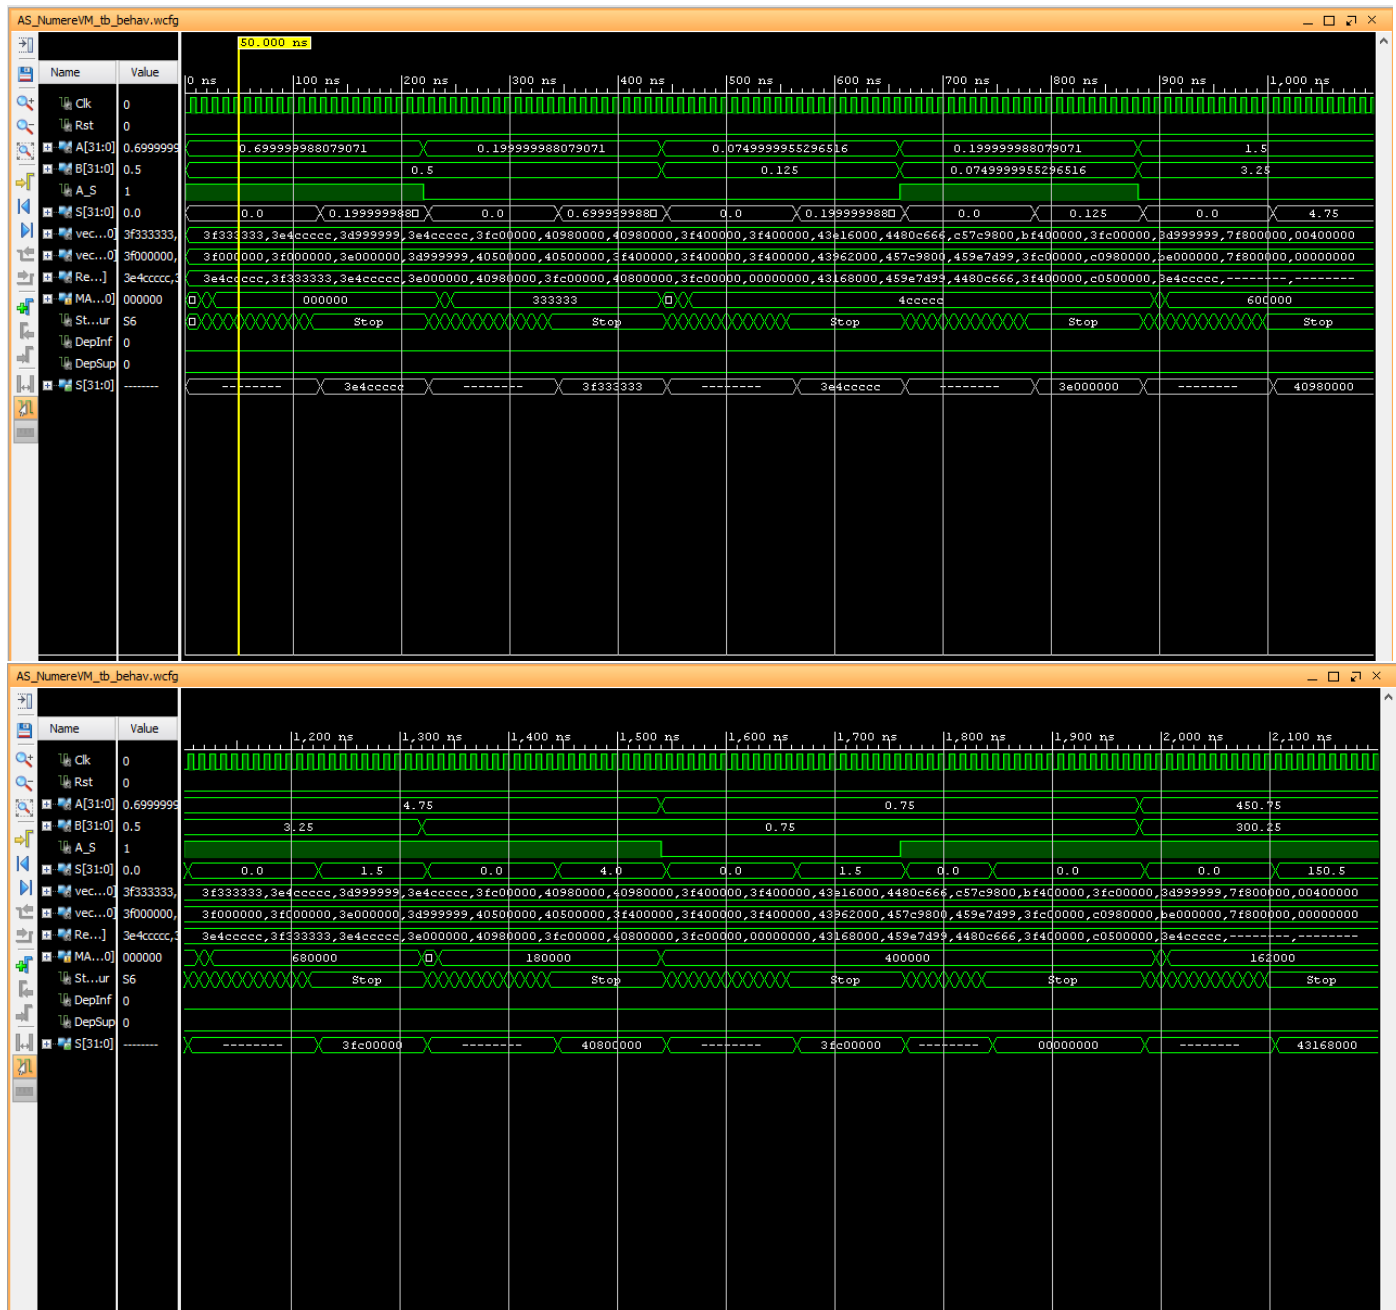 AS_NumereVM_tb_behav.wcfg
50.000 ns
Name Value
0 ns 100 ns 200 ns 300 ns 400 ns 500 ns 600 ns 700 ns 800 ns 900 ns 1,000 ns
Clk 0
Rst 0
A[31:0] 0.6999999 0.699999988079071 0.199999988079071 0.0749999955296516 0.199999988079071 1.5
B[31:0] 0.5 0.5 0.125 0.0749999955296516 3.25
A_S 1
S[31:0] 0.0 0.0 0.199999988 0.0 0.699999988 0.0 0.199999988 0.0 0.125 0.0 4.75
vec...0] 3f333333, 3f333333,3e4ccccc,3d999999,3e4ccccc,3fc00000,40980000,40980000,3f400000,3f400000,43e16000,4480c666,c57c9800,bf400000,3fc00000,3d999999,7f800000,00400000
vec...0] 3f000000, 3f000000,3f000000,3e000000,3d999999,40500000,40500000,3f400000,3f400000,3f400000,43962000,457c9800,459e7d99,3fc00000,c0980000,be000000,7f800000,00000000
Re...] 3e4ccccc,3 3e4ccccc,3f333333,3e4ccccc,3e000000,40980000,3fc00000,40800000,3fc00000,00000000,43168000,459e7d99,4480c666,3f400000,c0500000,3e4ccccc,--------,--------
MA...0] 000000 000000 333333 4ccccc 600000
St...ur S6 Stop Stop Stop Stop Stop
DepInf 0
DepSup 0
S[31:0] -------- -------- 3e4ccccc -------- 3f333333 -------- 3e4ccccc -------- 3e000000 -------- 40980000
AS_NumereVM_tb_behav.wcfg
Name Value
1,200 ns 1,300 ns 1,400 ns 1,500 ns 1,600 ns 1,700 ns 1,800 ns 1,900 ns 2,000 ns 2,100 ns
Clk 0
Rst 0
A[31:0] 0.6999999 4.75 0.75 450.75
B[31:0] 0.5 3.25 0.75 300.25
A_S 1
S[31:0] 0.0 0.0 1.5 0.0 4.0 0.0 1.5 0.0 0.0 0.0 150.5
vec...0] 3f333333, 3f333333,3e4ccccc,3d999999,3e4ccccc,3fc00000,40980000,40980000,3f400000,3f400000,43e16000,4480c666,c57c9800,bf400000,3fc00000,3d999999,7f800000,00400000
vec...0] 3f000000, 3f000000,3f000000,3e000000,3d999999,40500000,40500000,3f400000,3f400000,3f400000,43962000,457c9800,459e7d99,3fc00000,c0980000,be000000,7f800000,00000000
Re...] 3e4ccccc,3 3e4ccccc,3f333333,3e4ccccc,3e000000,40980000,3fc00000,40800000,3fc00000,00000000,43168000,459e7d99,4480c666,3f400000,c0500000,3e4ccccc,--------,--------
MA...0] 000000 680000 180000 400000 162000
St...ur S6 Stop Stop Stop Stop Stop
DepInf 0
DepSup 0
S[31:0] -------- -------- 3fc00000 -------- 40800000 -------- 3fc00000 -------- 00000000 -------- 43168000